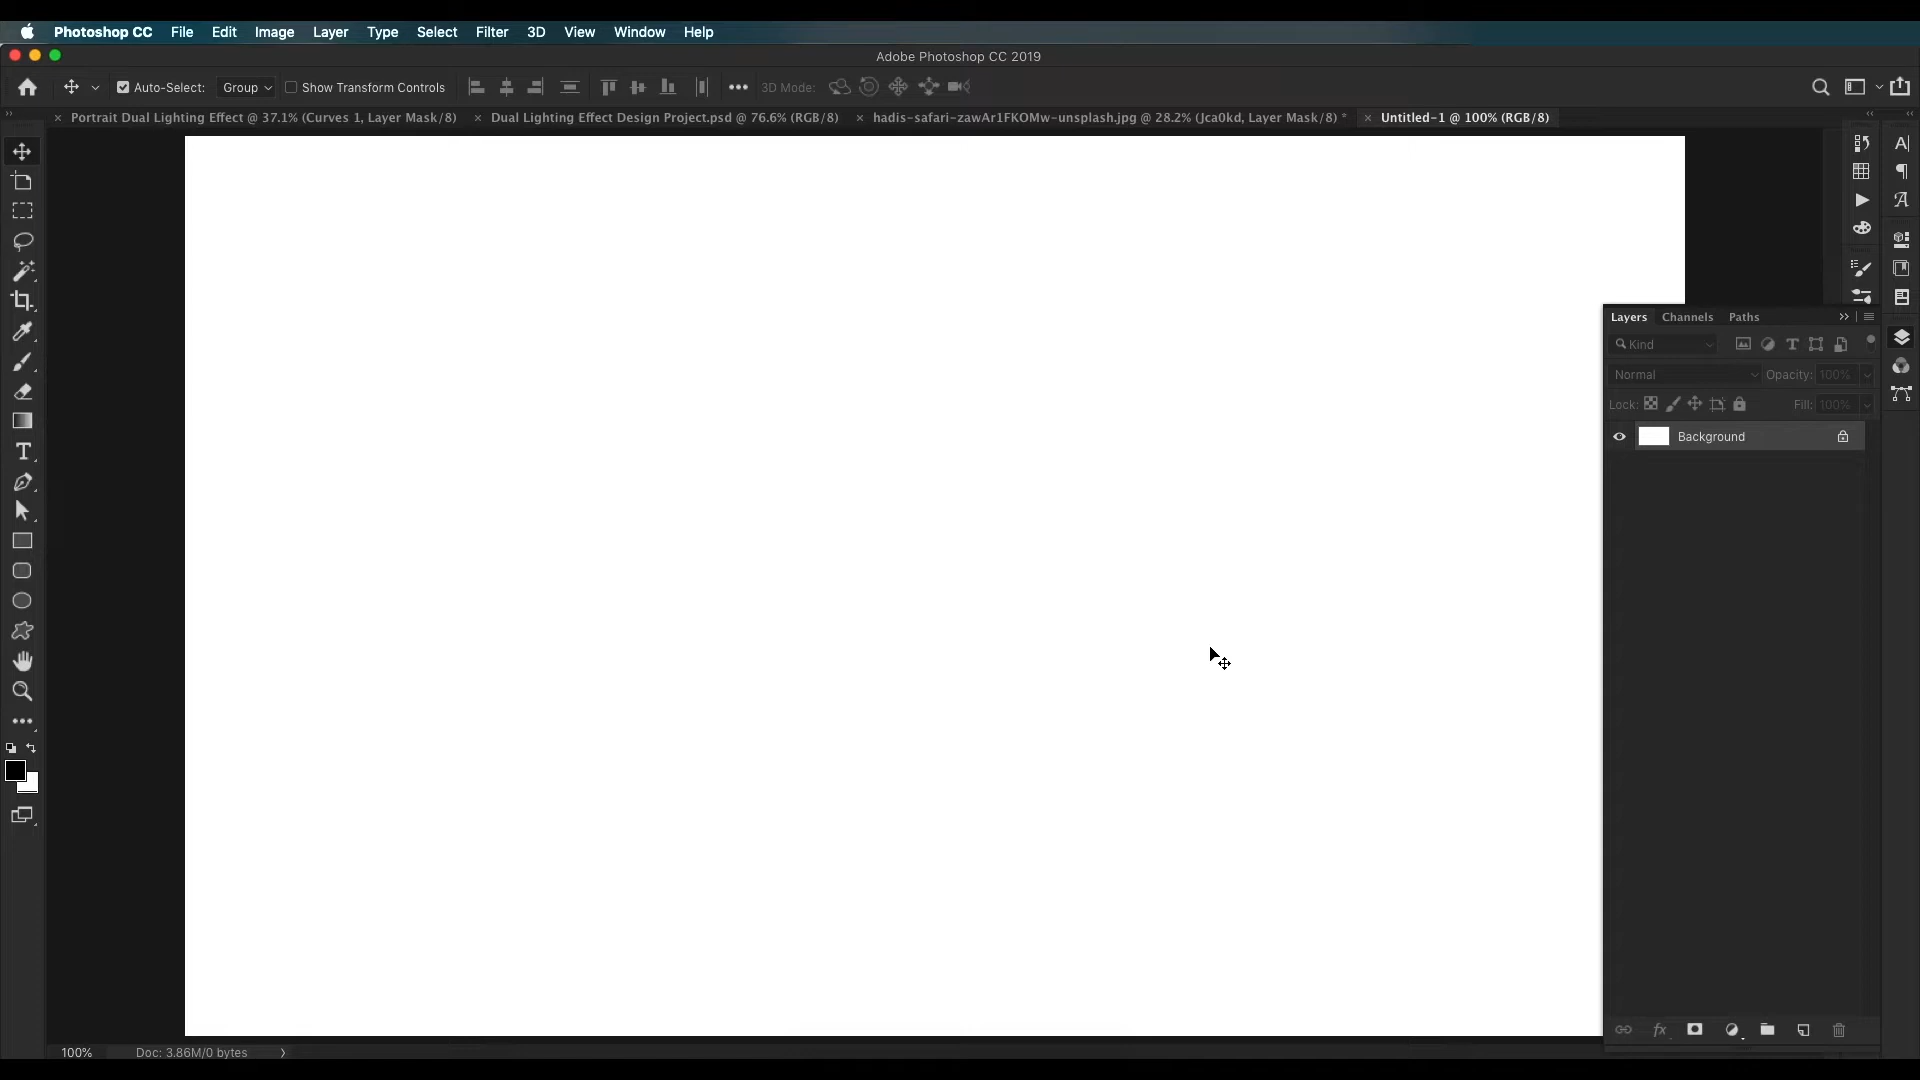 Photoshop CC File Edit Image Layer Type Select Filter 3D View Window Help
Adobe Photoshop CC 2019
Auto-Select: Group Show Transform Controls 3D Mode:
Portrait Dual Lighting Effect @ 37.1% (Curves 1, Layer Mask/8) Dual Lighting Effect Design Project.psd @ 76.6% (RGB/8) hadis-safari-zawAr1FKOMw-unsplash.jpg @ 28.2% (Jca0kd, Layer Mask/8) * Untitled-1 @ 100% (RGB/8)
Layers Channels Paths
Kind
Normal Opacity: 100%
Lock: Fill: 100%
Background
fx
100% Doc: 3.86M/0 bytes